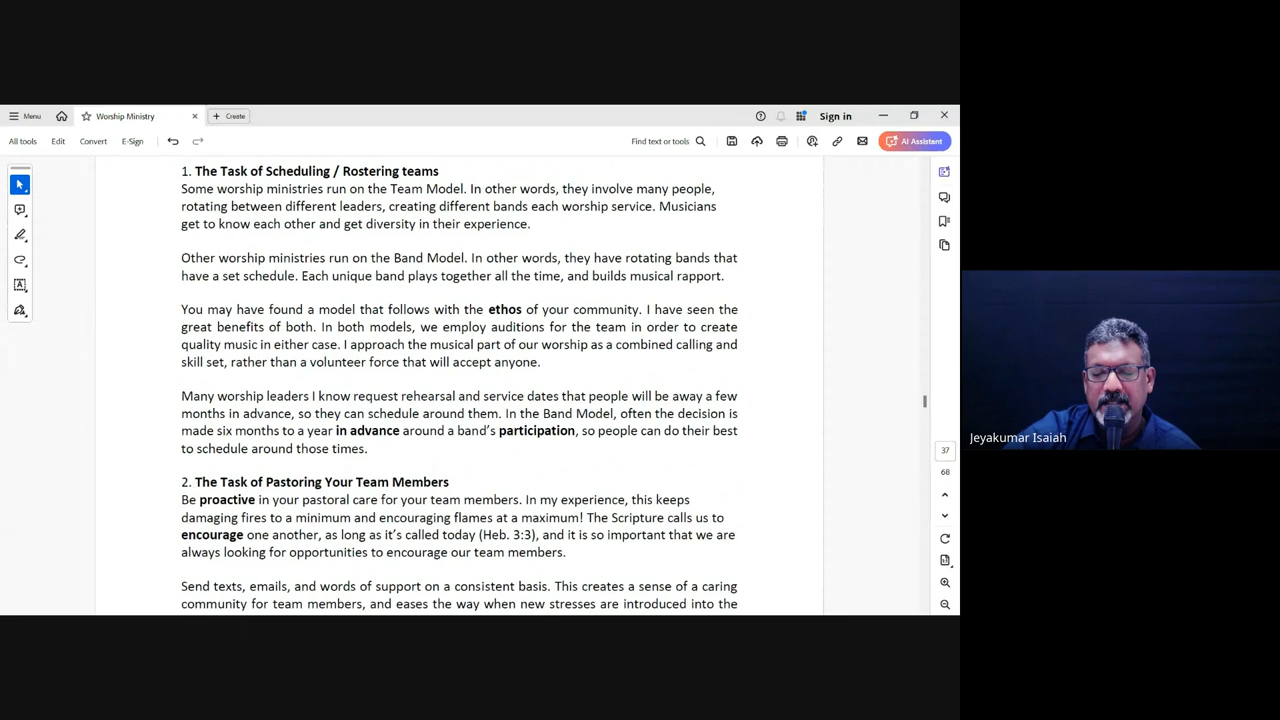 Menu
Worship Ministry
Create
Sign in
All tools
Edit
Convert
E-Sign
Find text or tools
AI Assistant
1. The Task of Scheduling / Rostering teams
Some worship ministries run on the Team Model. In other words, they involve many people,
rotating between different leaders, creating different bands each worship service. Musicians
get to know each other and get diversity in their experience.
Other worship ministries run on the Band Model. In other words, they have rotating bands that
have a set schedule. Each unique band plays together all the time, and builds musical rapport.
You may have found a model that follows with the ethos of your community. I have seen the
great benefits of both. In both models, we employ auditions for the team in order to create
quality music in either case. I approach the musical part of our worship as a combined calling and
skill set, rather than a volunteer force that will accept anyone.
Many worship leaders I know request rehearsal and service dates that people will be away a few
months in advance, so they can schedule around them. In the Band Model, often the decision is
made six months to a year in advance around a band's participation, so people can do their best
to schedule around those times.
2. The Task of Pastoring Your Team Members
Be proactive in your pastoral care for your team members. In my experience, this keeps
damaging fires to a minimum and encouraging flames at a maximum! The Scripture calls us to
encourage one another, as long as it's called today (Heb. 3:3), and it is so important that we are
always looking for opportunities to encourage our team members.
Send texts, emails, and words of support on a consistent basis. This creates a sense of a caring
community for team members, and eases the way when new stresses are introduced into the
37
68
Jeyakumar Isaiah